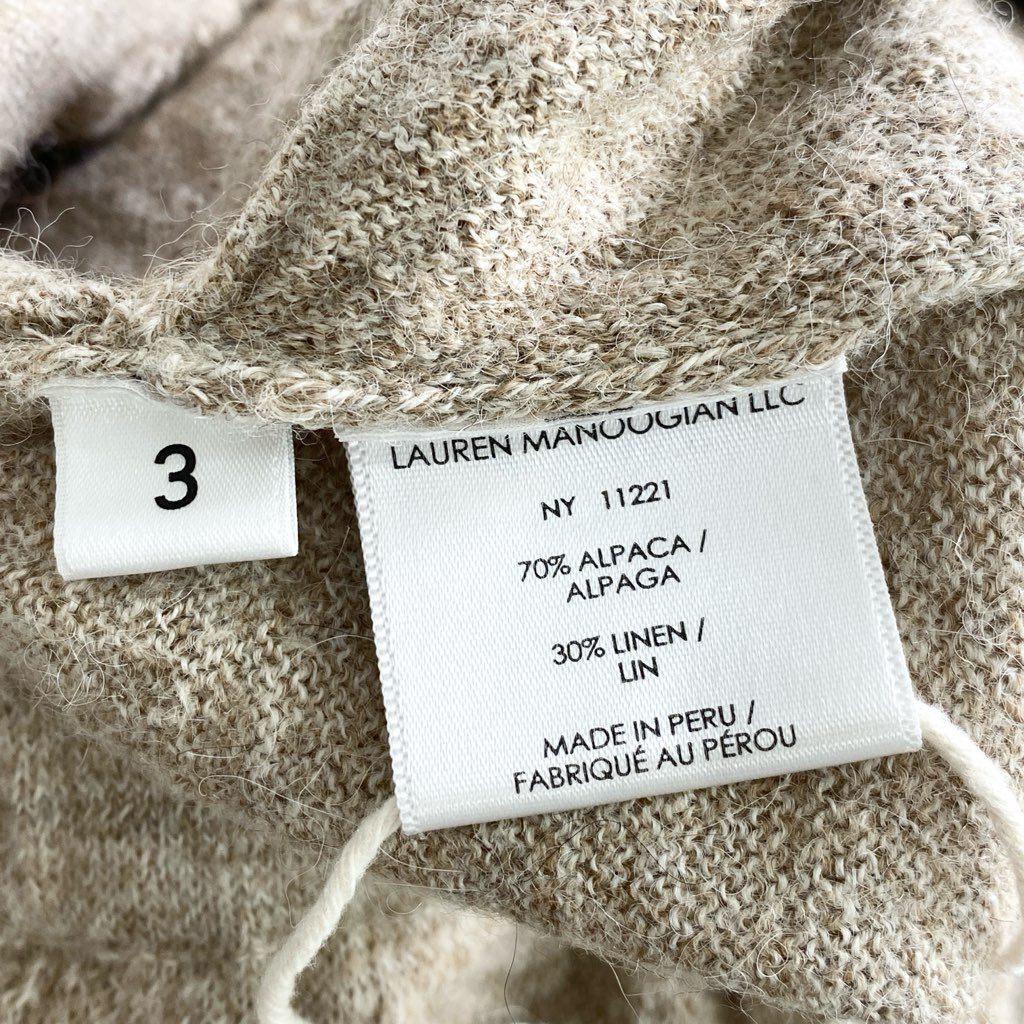 3
LAUREN MANOOGIAN LLC
NY 11221
70% ALPACA /
ALPAGA
30% LINEN /
LIN
MADE IN PERU /
FABRIQUÉ AU PÉROU